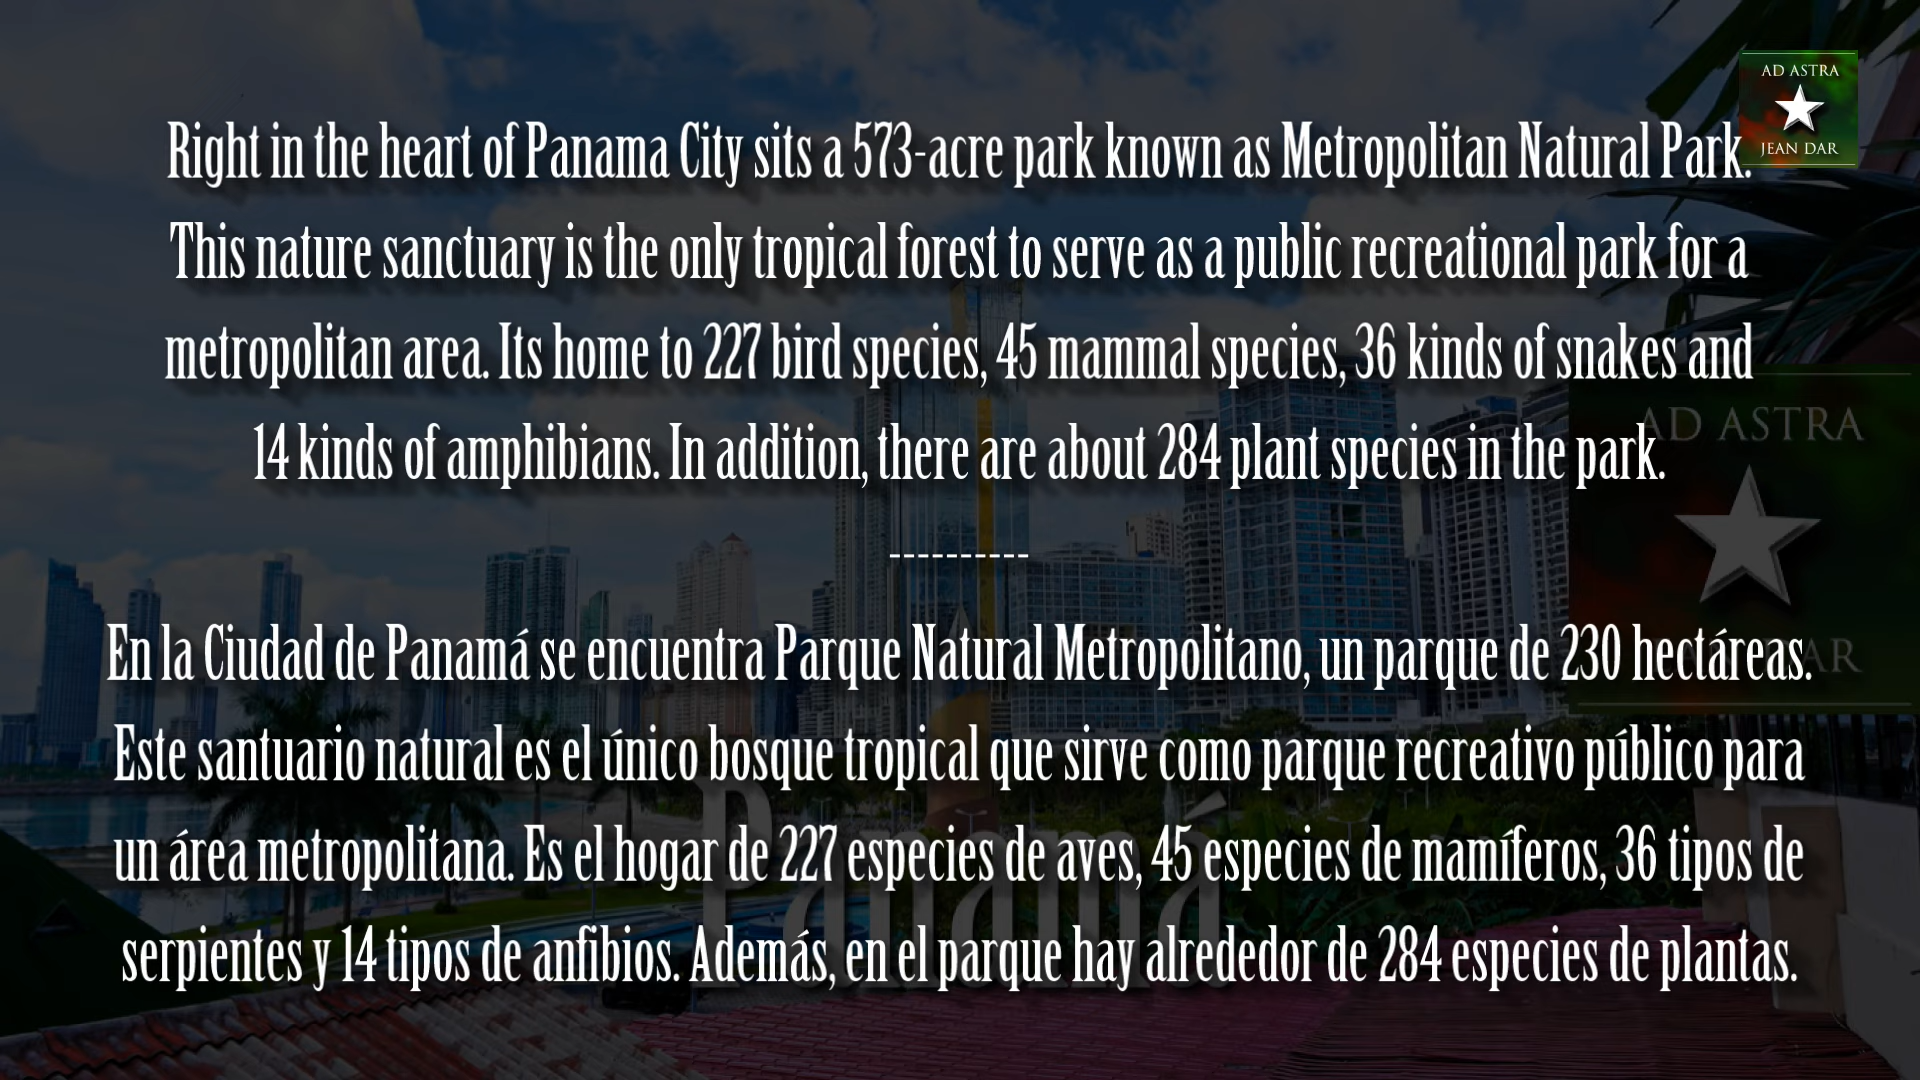 AD ASTRA
JEAN DAR
Right in the heart of Panama City sits a 573-acre park known as Metropolitan Natural Park.
This nature sanctuary is the only tropical forest to serve as a public recreational park for a
metropolitan area. Its home to 227 bird species, 45 mammal species, 36 kinds of snakes and
14 kinds of amphibians. In addition, there are about 284 plant species in the park.
----------
AD ASTRA
DAR
En la Ciudad de Panamá se encuentra Parque Natural Metropolitano, un parque de 230 hectáreas.
Este santuario natural es el único bosque tropical que sirve como parque recreativo público para
un área metropolitana. Es el hogar de 227 especies de aves, 45 especies de mamíferos, 36 tipos de
serpientes y 14 tipos de anfibios. Además, en el parque hay alrededor de 284 especies de plantas.
Panamá